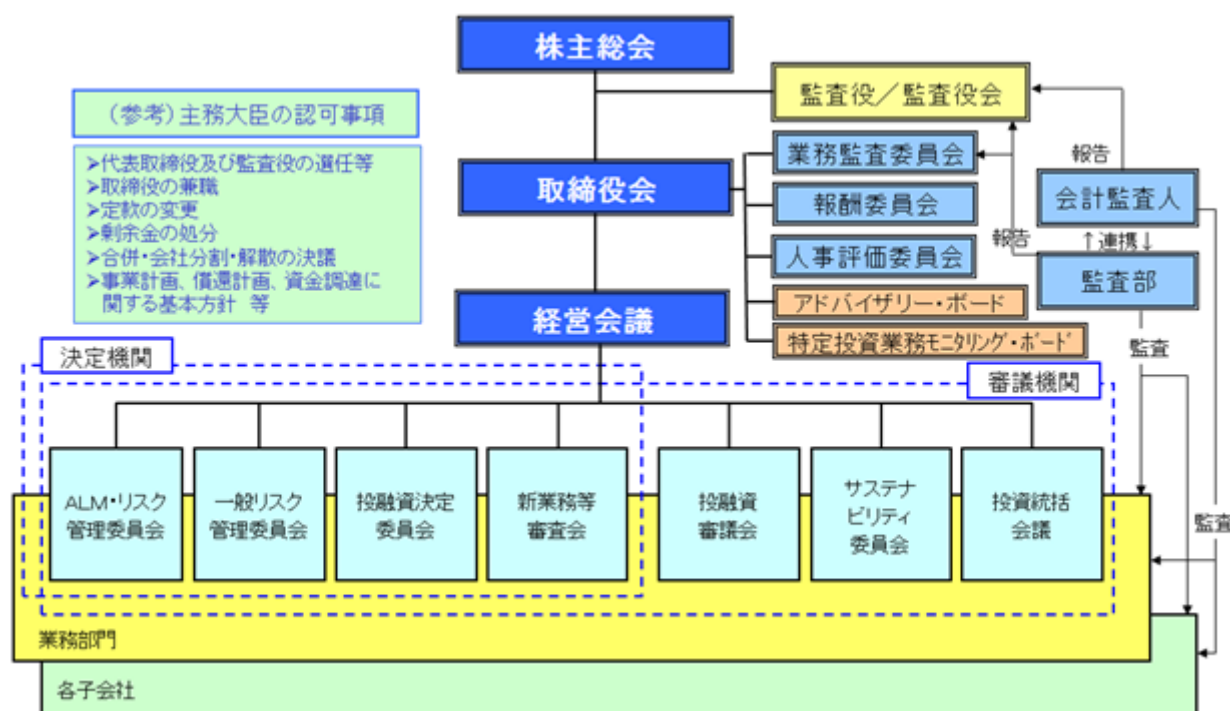 株主総会
監査役／監査役会
(参考)主務大臣の認可事項
➢代表取締役及び監査役の選任等
➢取締役の兼職
➢定款の変更
➢剰余金の処分
➢合併・会社分割・解散の決議
➢事業計画、償還計画、資金調達に
関する基本方針 等
取締役会
業務監査委員会
報酬委員会
人事評価委員会
アドバイザリー・ボード
特定投資業務モニタリング・ボード
報告
会計監査人
↑連携↓
報告
監査部
監査
経営会議
決定機関
審議機関
ALM・リスク
管理委員会
一般リスク
管理委員会
投融資決定
委員会
新業務等
審査会
投融資
審議会
サステナ
ビリティ
委員会
投資統括
会議
監査
業務部門
各子会社